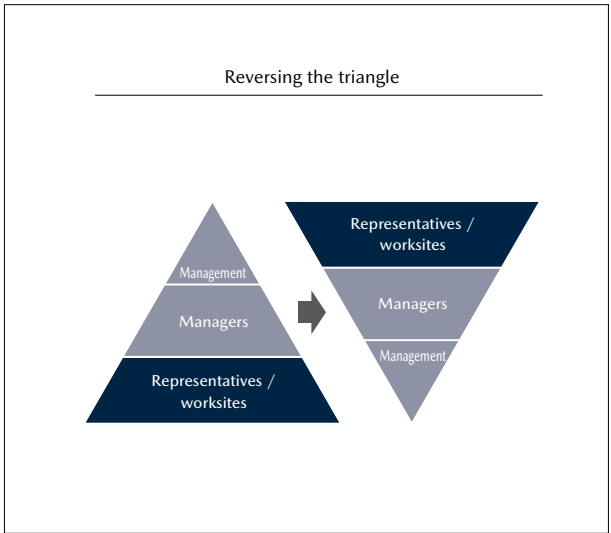 Reversing the triangle
Management
Managers
Representatives /
worksites
Representatives /
worksites
Managers
Management